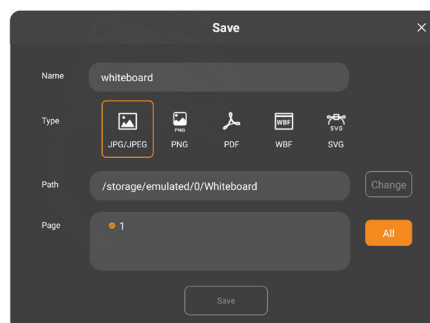 Save
Name
whiteboard
Type
PNG
WBF
SVG
JPG/JPEG
PNG
PDF
WBF
SVG
Path
/storage/emulated/0/Whiteboard
Change
Page
1
All
Save